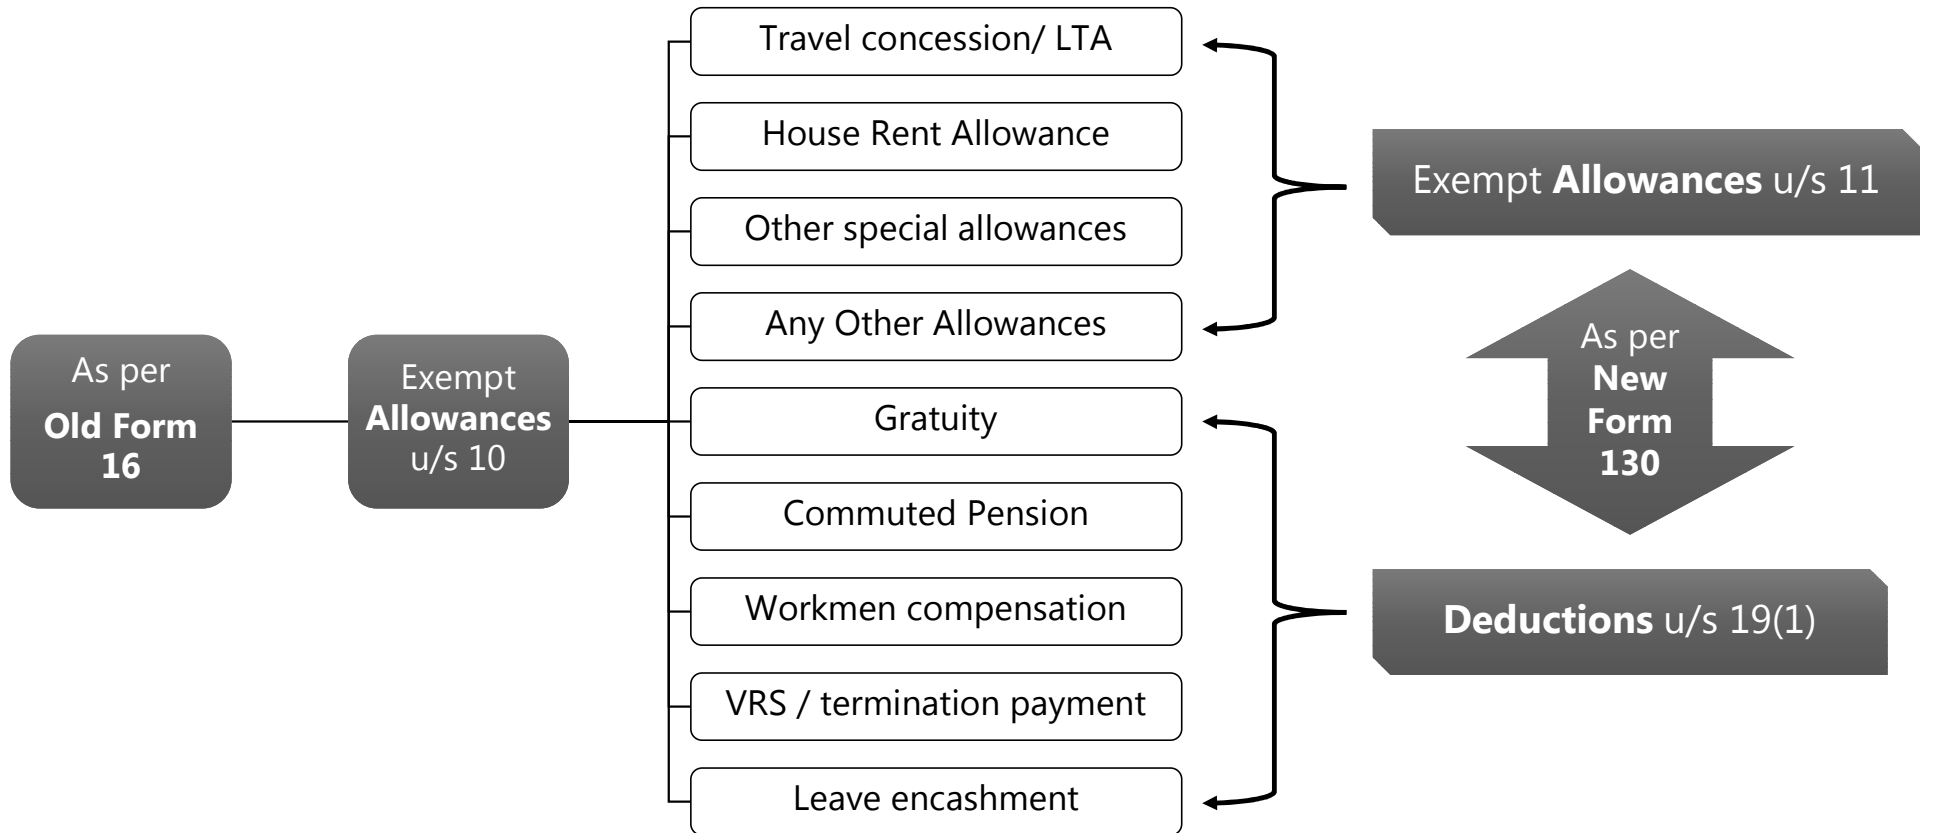 As per
Old Form
16
Exempt
Allowances
u/s 10
Travel concession/ LTA
House Rent Allowance
Other special allowances
Any Other Allowances
Gratuity
Commuted Pension
Workmen compensation
VRS / termination payment
Leave encashment
Exempt Allowances u/s 11
As per
New
Form
130
Deductions u/s 19(1)